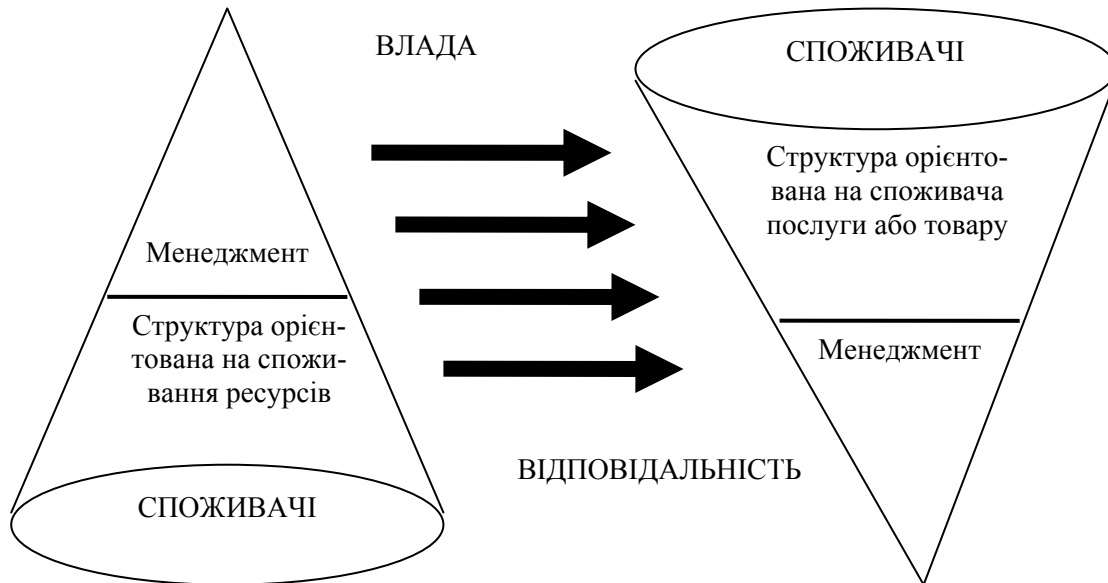 ВЛАДА
СПОЖИВАЧІ
Структура орієнто-
вана на споживача
послуги або товару
Менеджмент
Структура орієн-
тована на спожи-
вання ресурсів
Менеджмент
ВІДПОВІДАЛЬНІСТЬ
СПОЖИВАЧІ